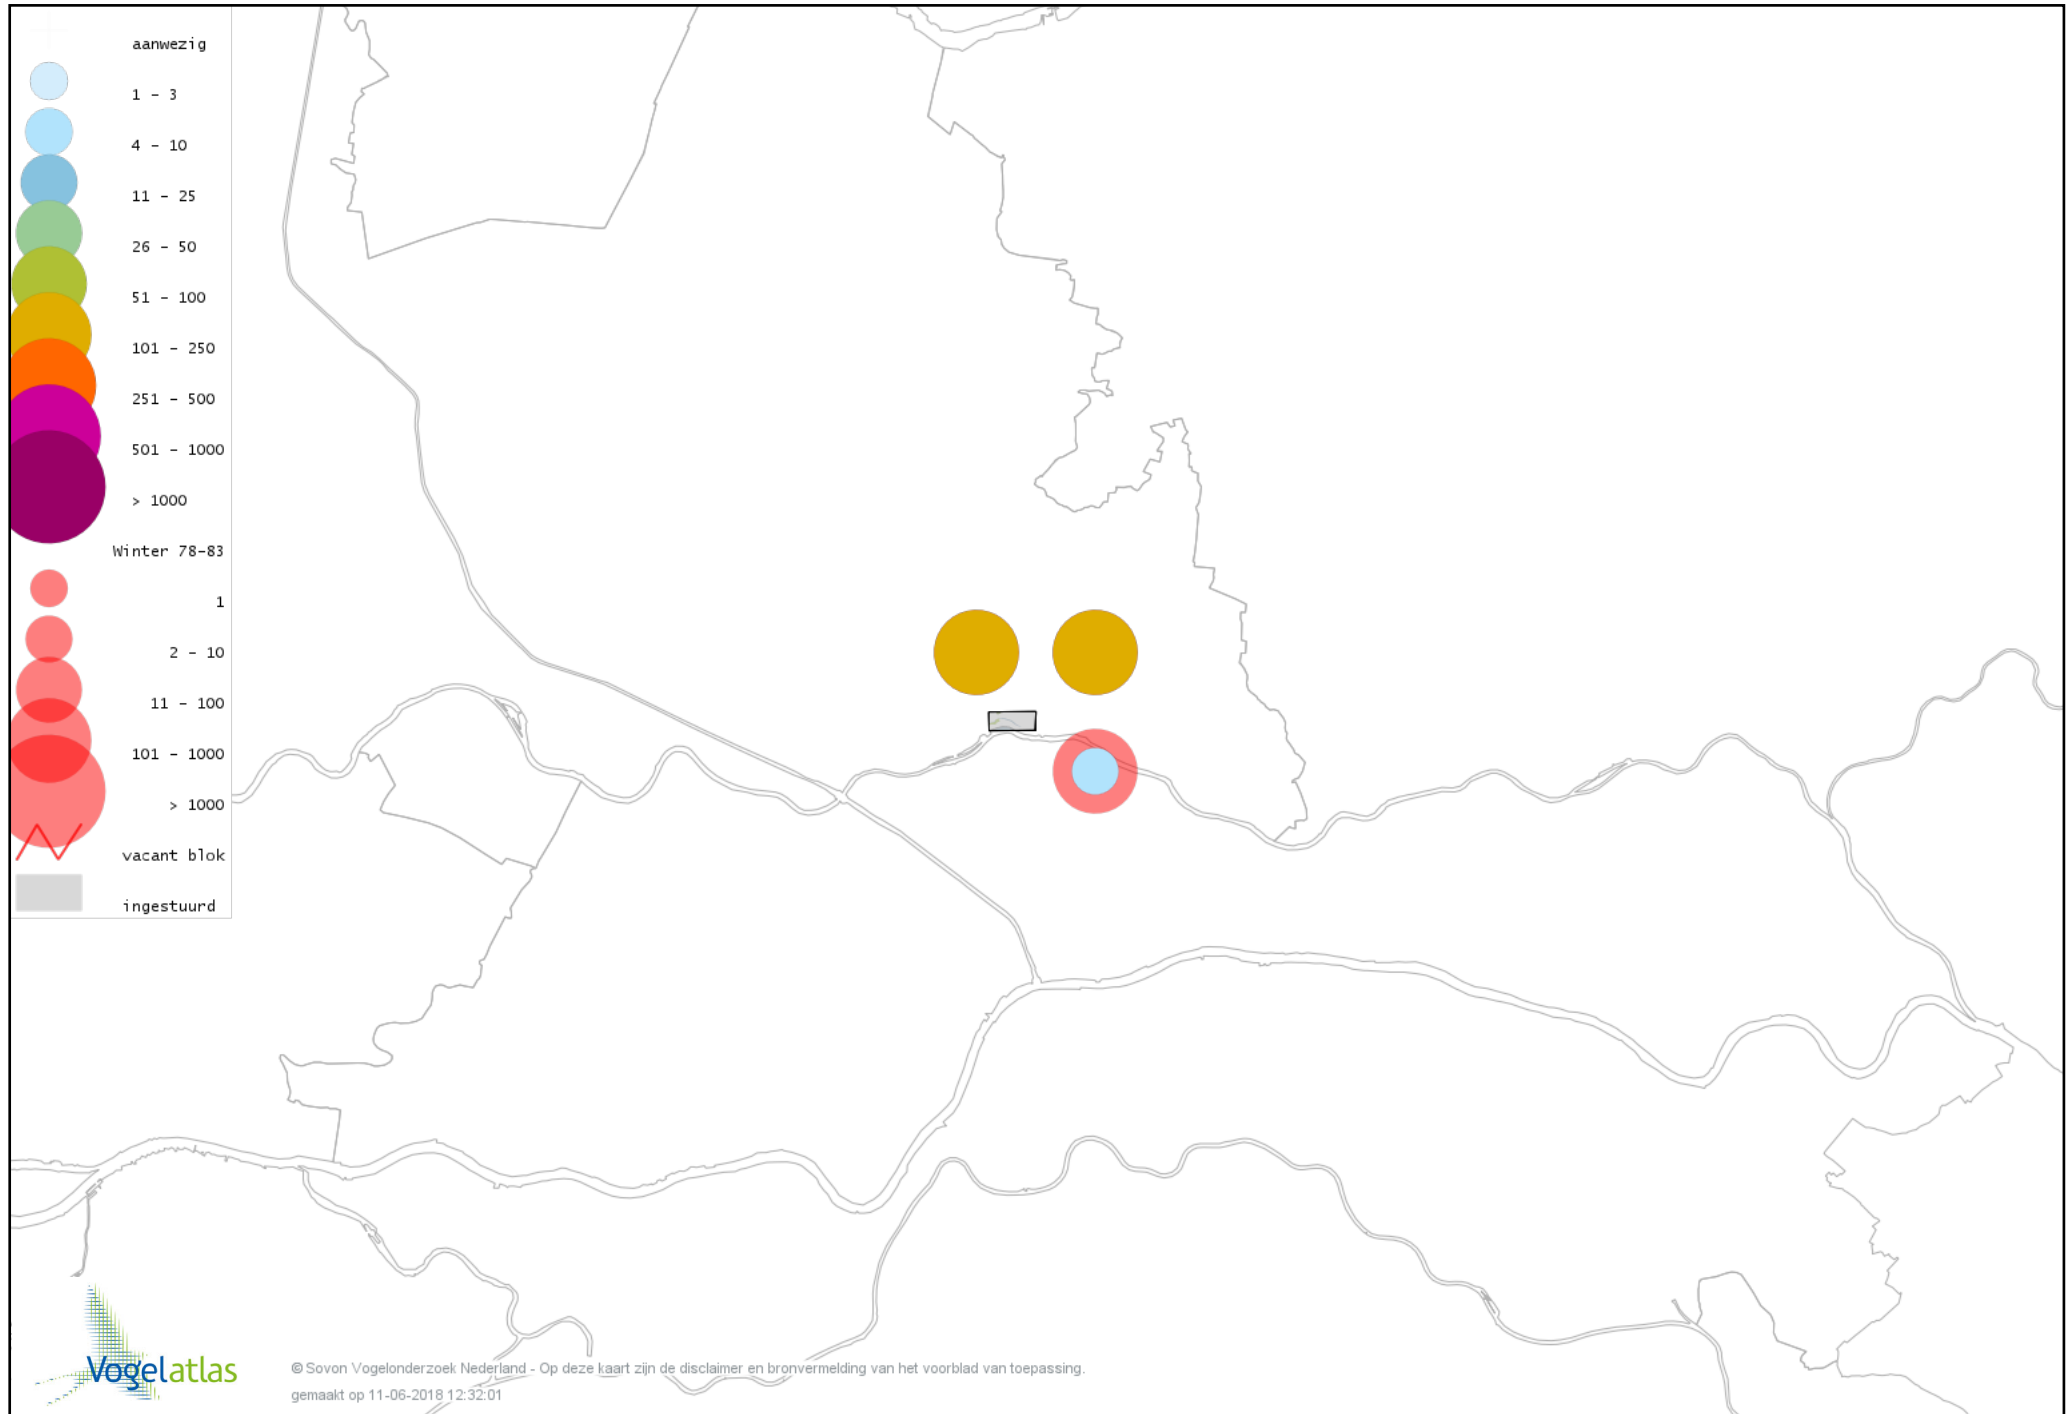 aanwezig
1 - 3
4 - 10
11 - 25
26 - 50
51 - 100
101 - 250
251 - 500
501 - 1000
> 1000
Winter 78-83
1
2 - 10
11 - 100
101 - 1000
> 1000
vacant blok
ingestuurd
Vogelatlas
© Sovon Vogelonderzoek Nederland - Op deze kaart zijn de disclaimer en bronvermelding van het voorblad van toepassing.
gemaakt op 11-06-2018 12:32:01